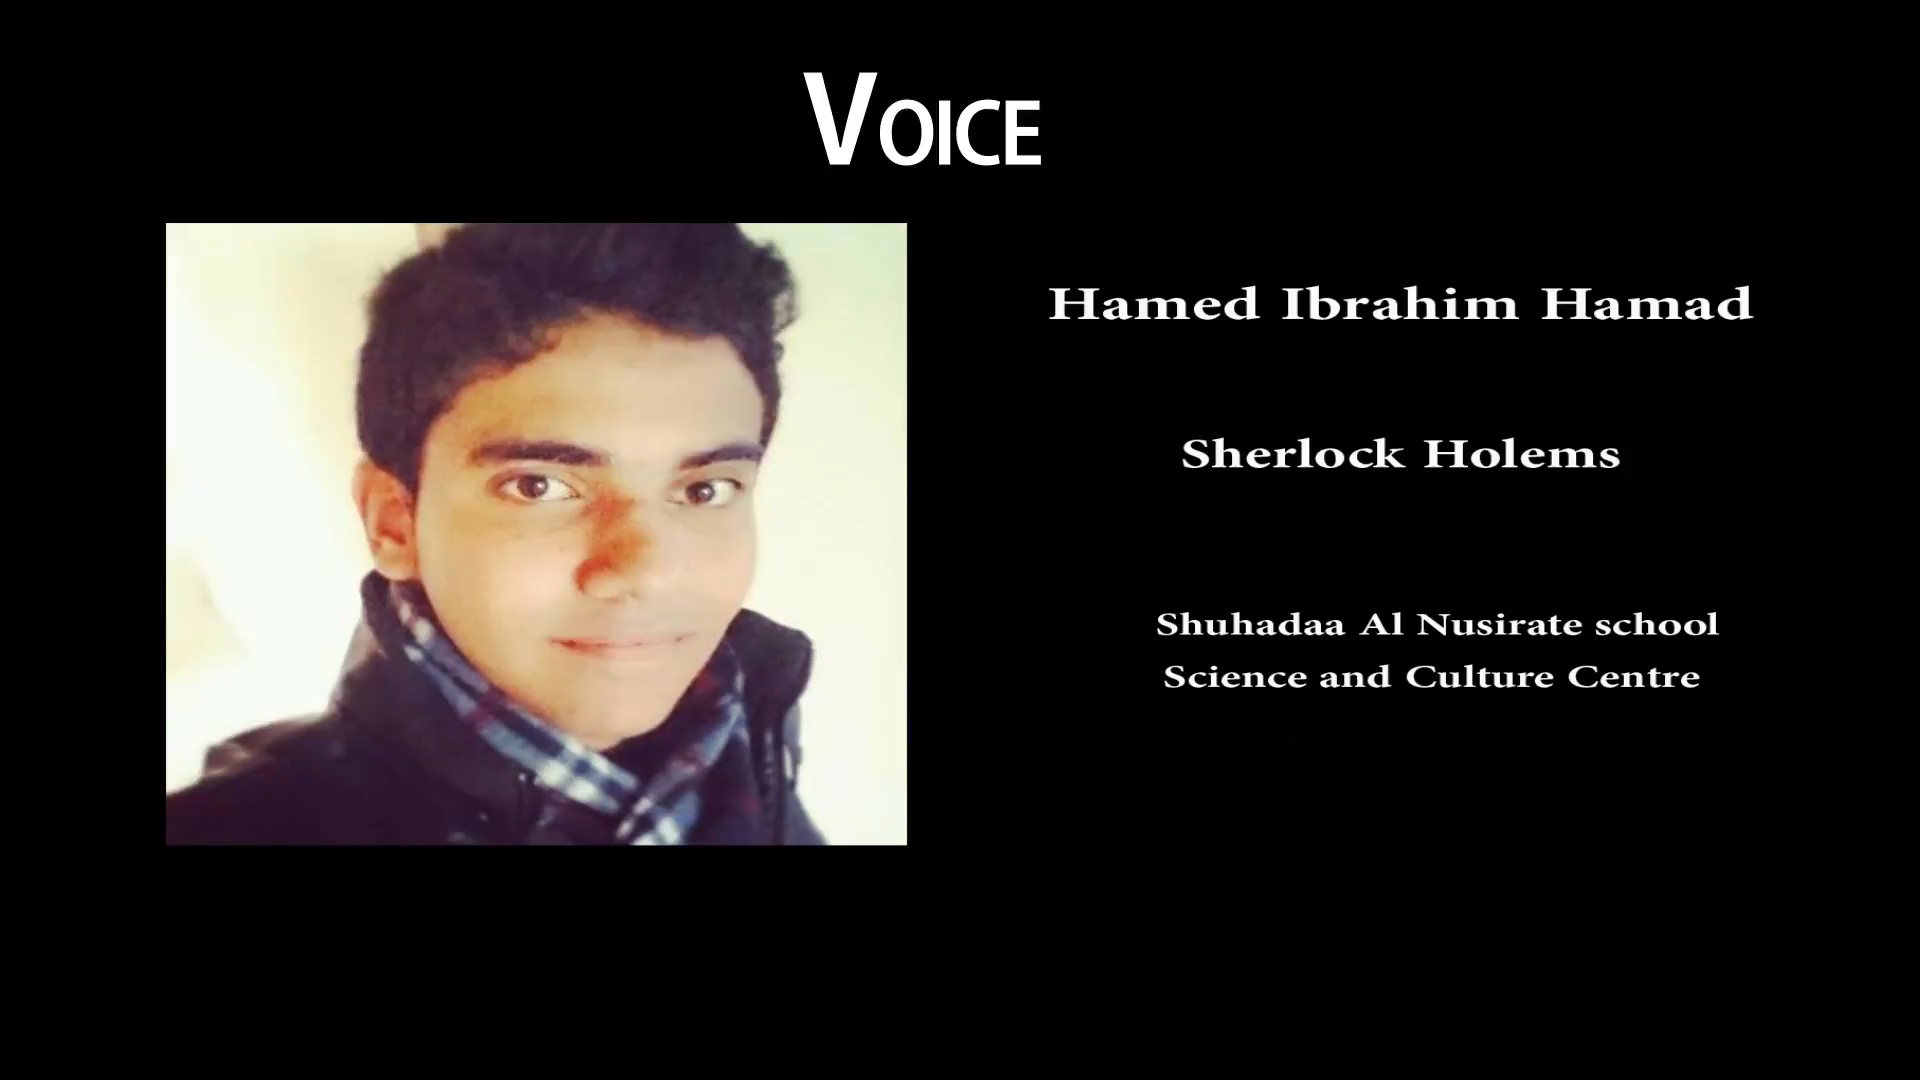 VOICE
Hamed Ibrahim Hamad
Sherlock Holems
Shuhadaa Al Nusirate school
Science and Culture Centre